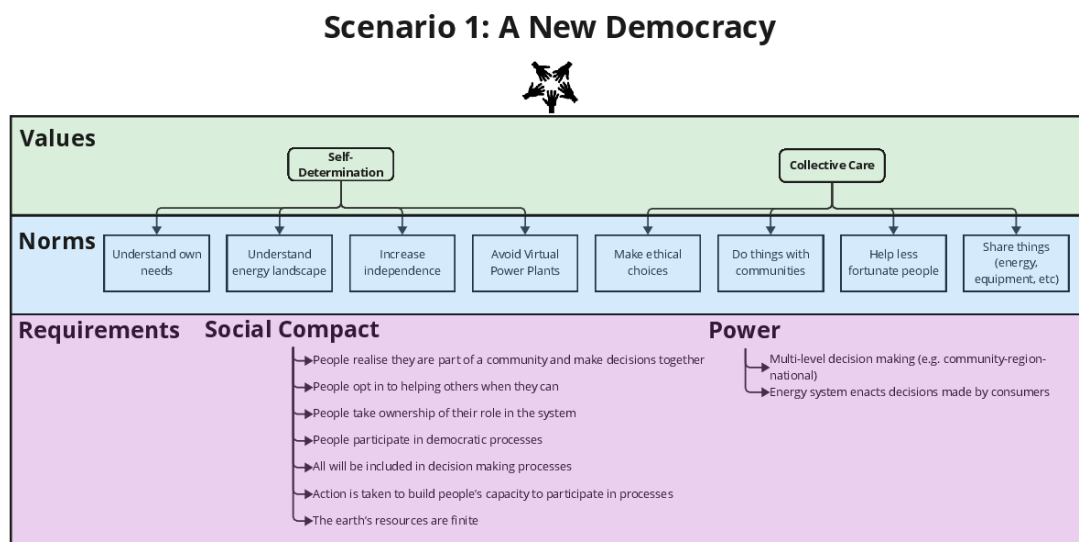 Scenario 1: A New Democracy
Values
Self-
Determination
Collective Care
Norms
Understand own
needs
Understand
energy landscape
Increase
independence
Avoid Virtual
Power Plants
Make ethical
choices
Do things with
communities
Help less
fortunate people
Share things
(energy,
equipment, etc)
Requirements
Social Compact
People realise they are part of a community and make decisions together
People opt in to helping others when they can
People take ownership of their role in the system
People participate in democratic processes
All will be included in decision making processes
Action is taken to build people's capacity to participate in processes
The earth's resources are finite
Power
Multi-level decision making (e.g. community-region-
national)
Energy system enacts decisions made by consumers